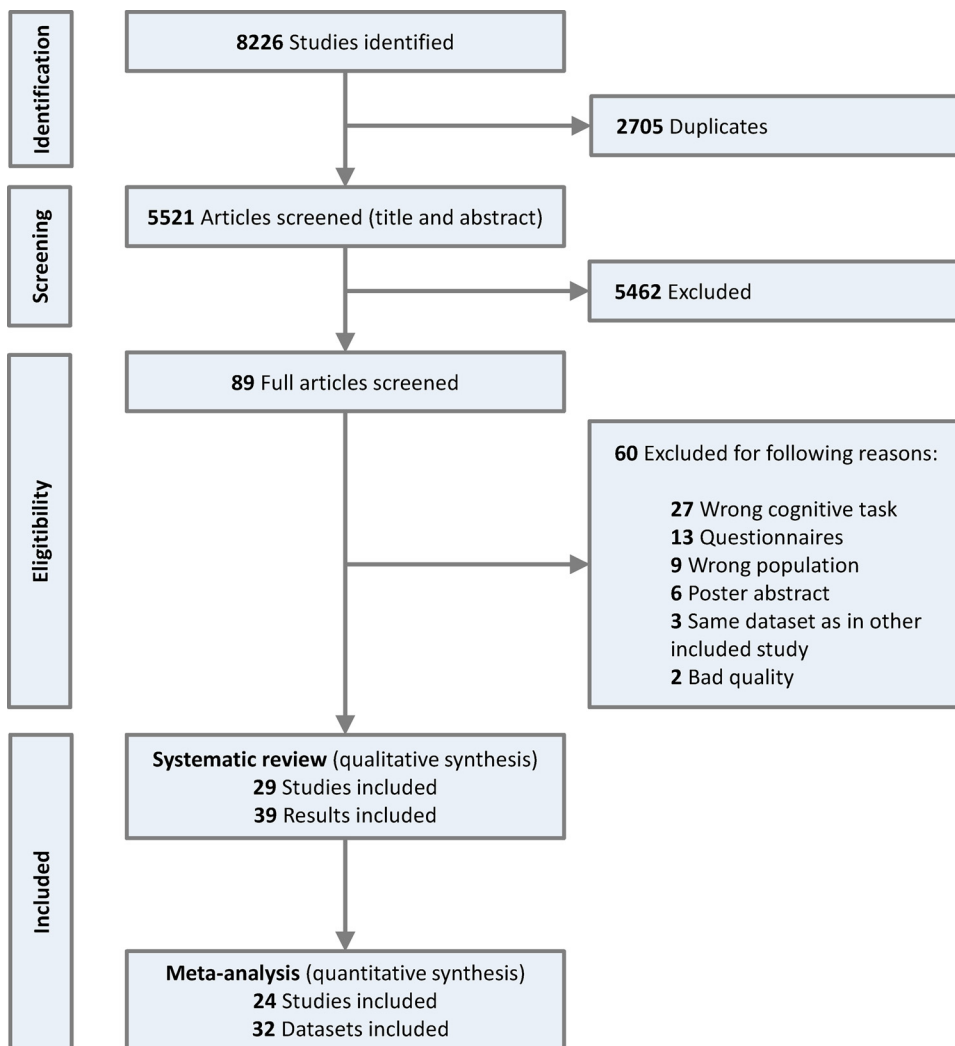 Identification
8226 Studies identified
2705 Duplicates
Screening
5521 Articles screened (title and abstract)
5462 Excluded
Eligitibility
89 Full articles screened
60 Excluded for following reasons:
27 Wrong cognitive task
13 Questionnaires
9 Wrong population
6 Poster abstract
3 Same dataset as in other
included study
2 Bad quality
Included
Systematic review (qualitative synthesis)
29 Studies included
39 Results included
Meta-analysis (quantitative synthesis)
24 Studies included
32 Datasets included